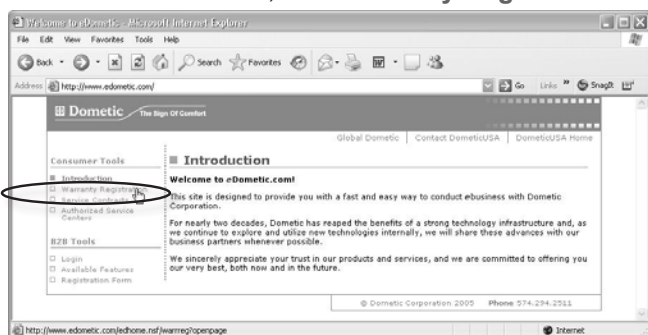 Welcome to eDometic - Microsoft Internet Explorer
File Edit View Favorites Tools Help
Back Search Favorites
Address http://www.edometic.com/ Go Links » SnagIt
Dometic The Sign Of Comfort
Global Dometic Contact DometicUSA DometicUSA Home
Consumer Tools
Introduction
Warranty Registration
Service Contracts
Authorized Service
Centers
B2B Tools
Login
Available Features
Registration Form
Introduction
Welcome to eDometic.com!
This site is designed to provide you with a fast and easy way to conduct ebusiness with Dometic
Corporation.
For nearly two decades, Dometic has reaped the benefits of a strong technology infrastructure and, as
we continue to explore and utilize new technologies internally, we will share these advances with our
business partners whenever possible.
We sincerely appreciate your trust in our products and services, and we are committed to offering you
our very best, both now and in the future.
© Dometic Corporation 2005 Phone 574.294.2511
http://www.edometic.com/edhome.nsf/warrreg?openpage Internet